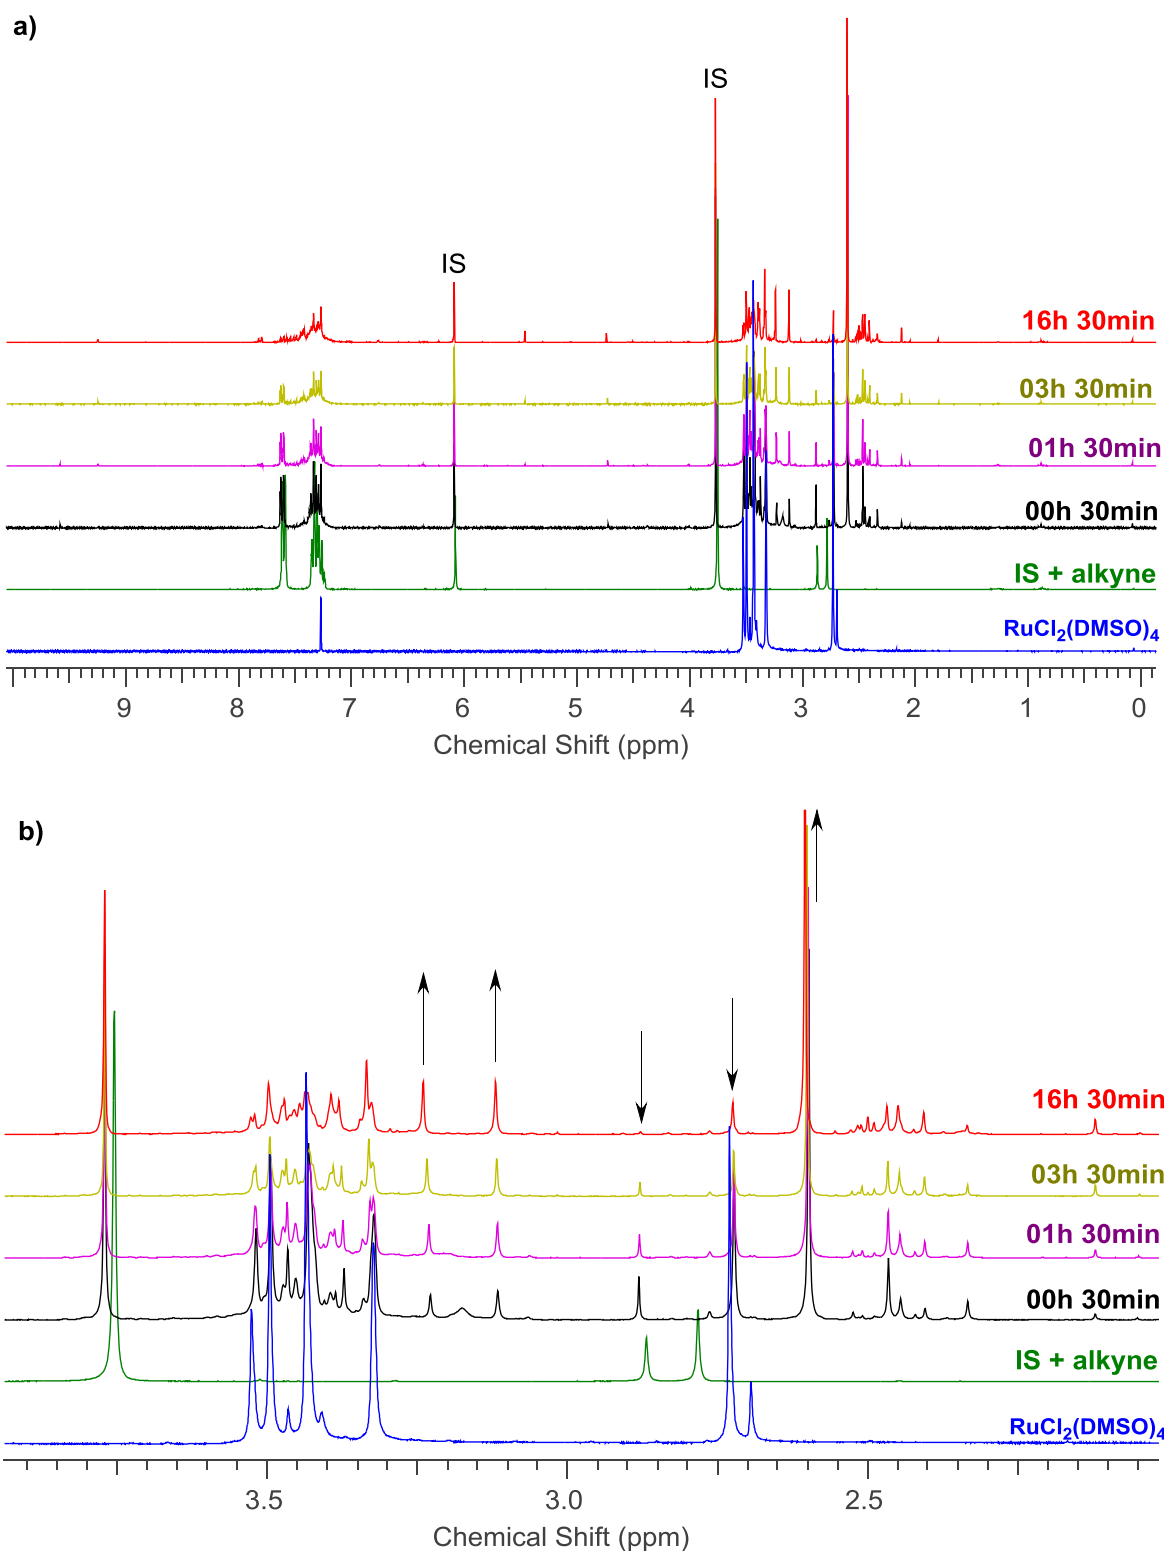 a)
IS
IS
16h 30min
03h 30min
01h 30min
00h 30min
IS + alkyne
RuCl₂(DMSO)₄
9 8 7 6 5 4 3 2 1 0
Chemical Shift (ppm)
b)
16h 30min
03h 30min
01h 30min
00h 30min
IS + alkyne
RuCl₂(DMSO)₄
3.5 3.0 2.5
Chemical Shift (ppm)